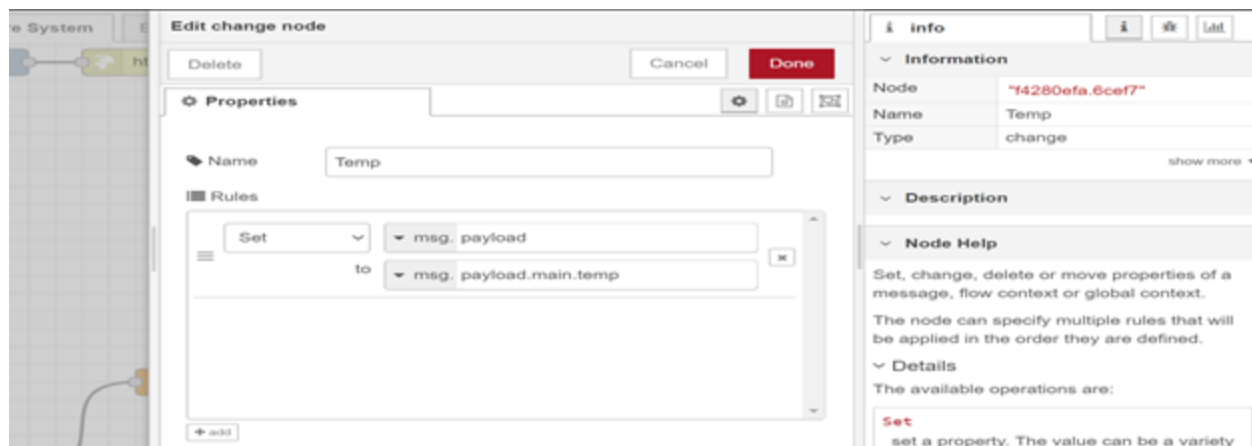 e System
E
ht
Edit change node
Delete
Cancel
Done
Properties
Name
Temp
Rules
Set
msg. payload
to
msg. payload.main.temp
+ add
i info
i
Information
Node "f4280efa.6cef7"
Name Temp
Type change
show more
Description
Node Help
Set, change, delete or move properties of a
message, flow context or global context.
The node can specify multiple rules that will
be applied in the order they are defined.
Details
The available operations are:
Set
set a property. The value can be a variety